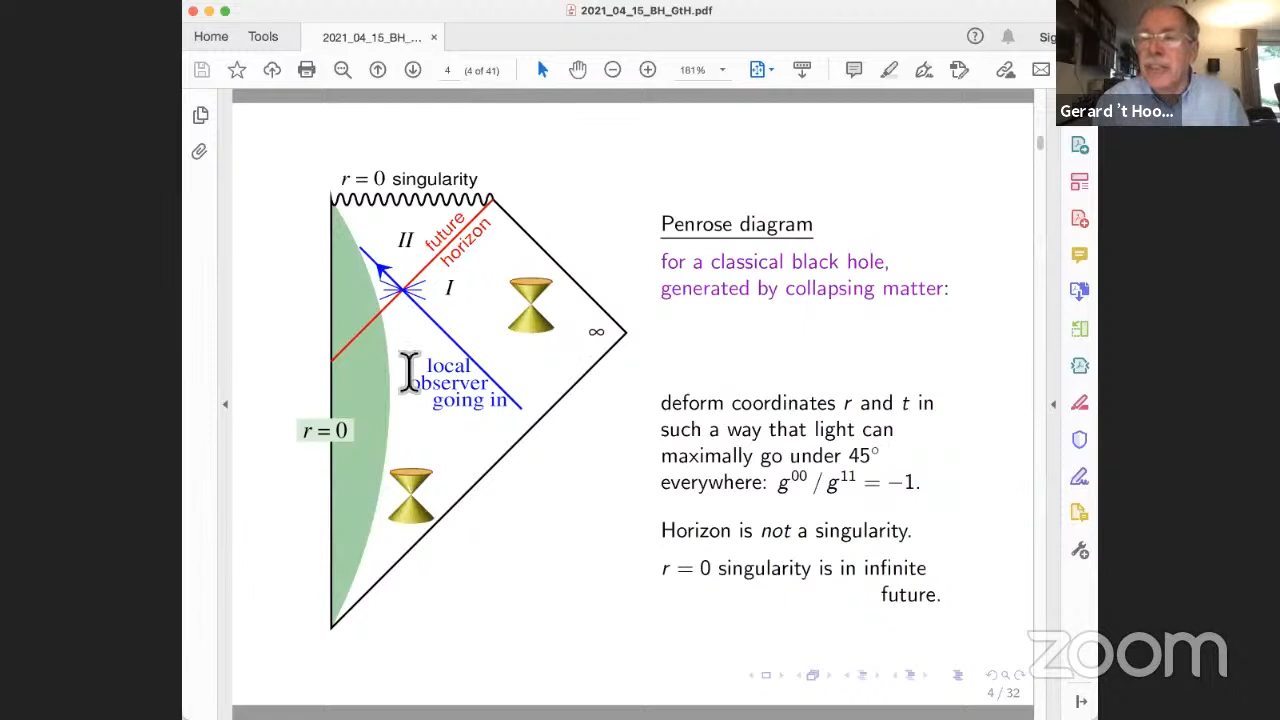 2021_04_15_BH_GtH.pdf
Home
Tools
2021_04_15_BH_...
×
Sig
4
(4 of 41)
181%
Gerard ’t Hoo...
r = 0 singularity
II
future
horizon
I
∞
local
observer
going in
r = 0
Penrose diagram
for a classical black hole,
generated by collapsing matter:
deform coordinates r and t in
such a way that light can
maximally go under 45°
everywhere: g⁰⁰ / g¹¹ = −1.
Horizon is not a singularity.
r = 0 singularity is in infinite
future.
4 / 32
zoom